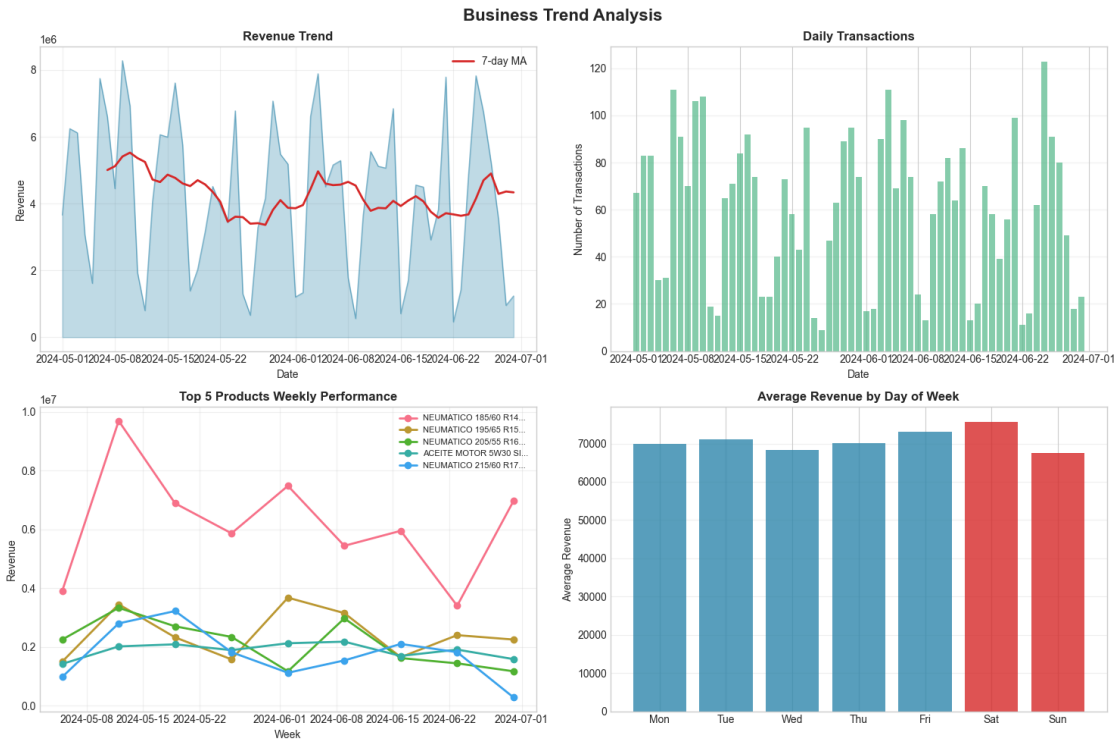 Business Trend Analysis
Revenue Trend
1e6
7-day MA
8
6
4
2
0
Revenue
2024-05-01 2024-05-08 2024-05-15 2024-05-22 2024-06-01 2024-06-08 2024-06-15 2024-06-22 2024-07-01
Date
Daily Transactions
120
100
80
60
40
20
0
Number of Transactions
2024-05-01 2024-05-08 2024-05-15 2024-05-22 2024-06-01 2024-06-08 2024-06-15 2024-06-22 2024-07-01
Date
Top 5 Products Weekly Performance
1e7
NEUMATICO 185/60 R14...
NEUMATICO 195/65 R15...
NEUMATICO 205/55 R16...
ACEITE MOTOR 5W30 SI...
NEUMATICO 215/60 R17...
1.0
0.8
0.6
0.4
0.2
0.0
Revenue
2024-05-08 2024-05-15 2024-05-22 2024-06-01 2024-06-08 2024-06-15 2024-06-22 2024-07-01
Week
Average Revenue by Day of Week
70000
60000
50000
40000
30000
20000
10000
0
Average Revenue
Mon Tue Wed Thu Fri Sat Sun